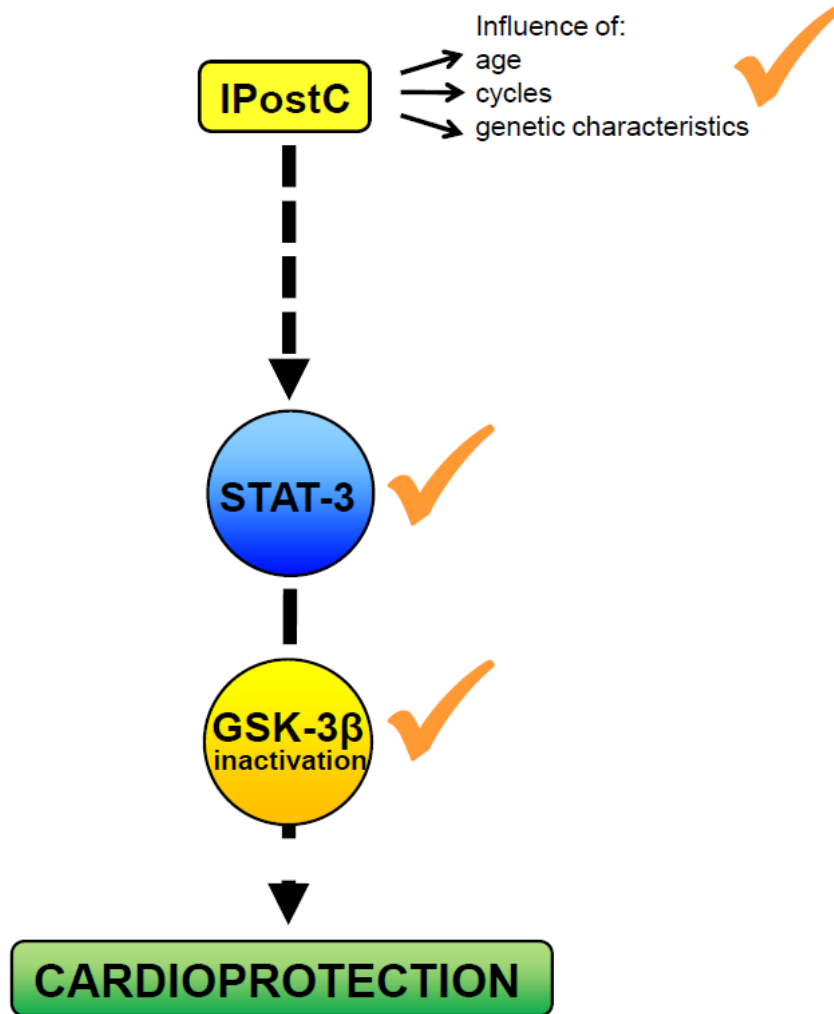 Influence of:
IPostC
age
cycles
genetic characteristics
STAT-3
GSK-3β
inactivation
CARDIOPROTECTION